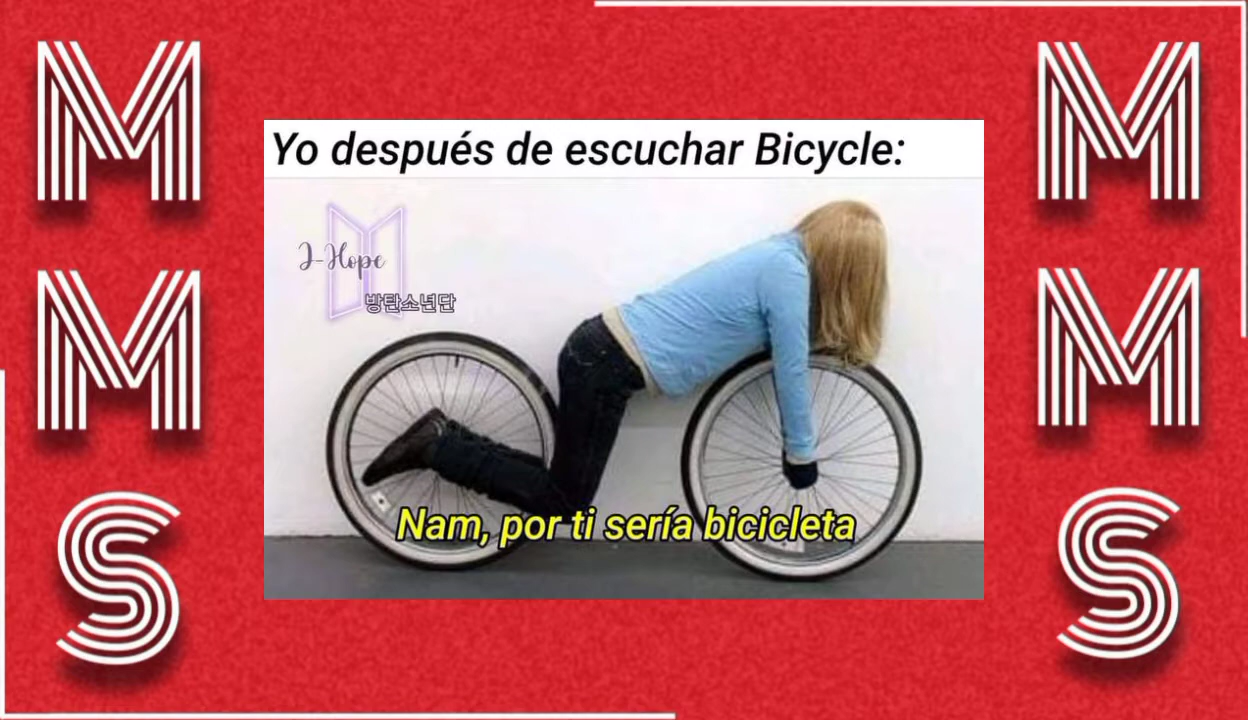 M
M
S
Yo después de escuchar Bicycle:
J-Hope
방탄소년단
Nam, por ti sería bicicleta
M
M
S